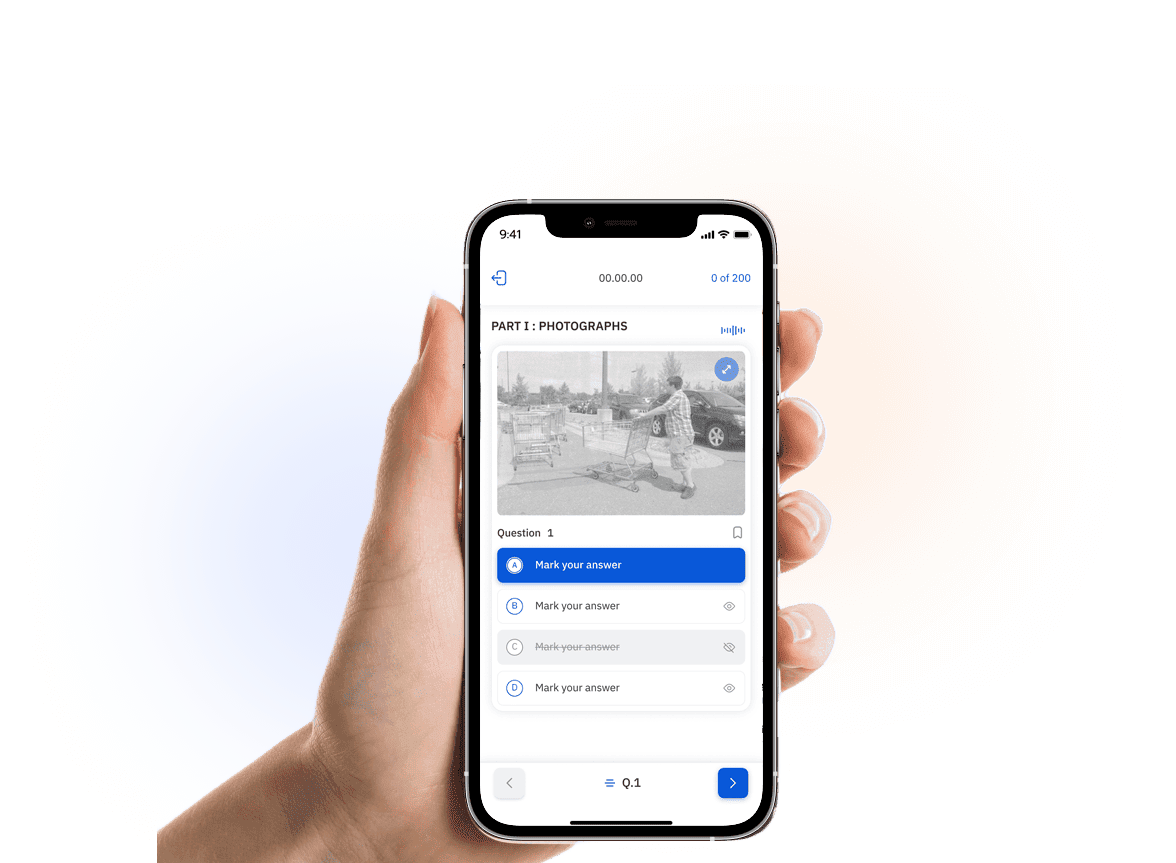 9:41
00.00.00
0 of 200
PART I : PHOTOGRAPHS
Question 1
A Mark your answer
B Mark your answer
C Mark your answer
D Mark your answer
Q.1